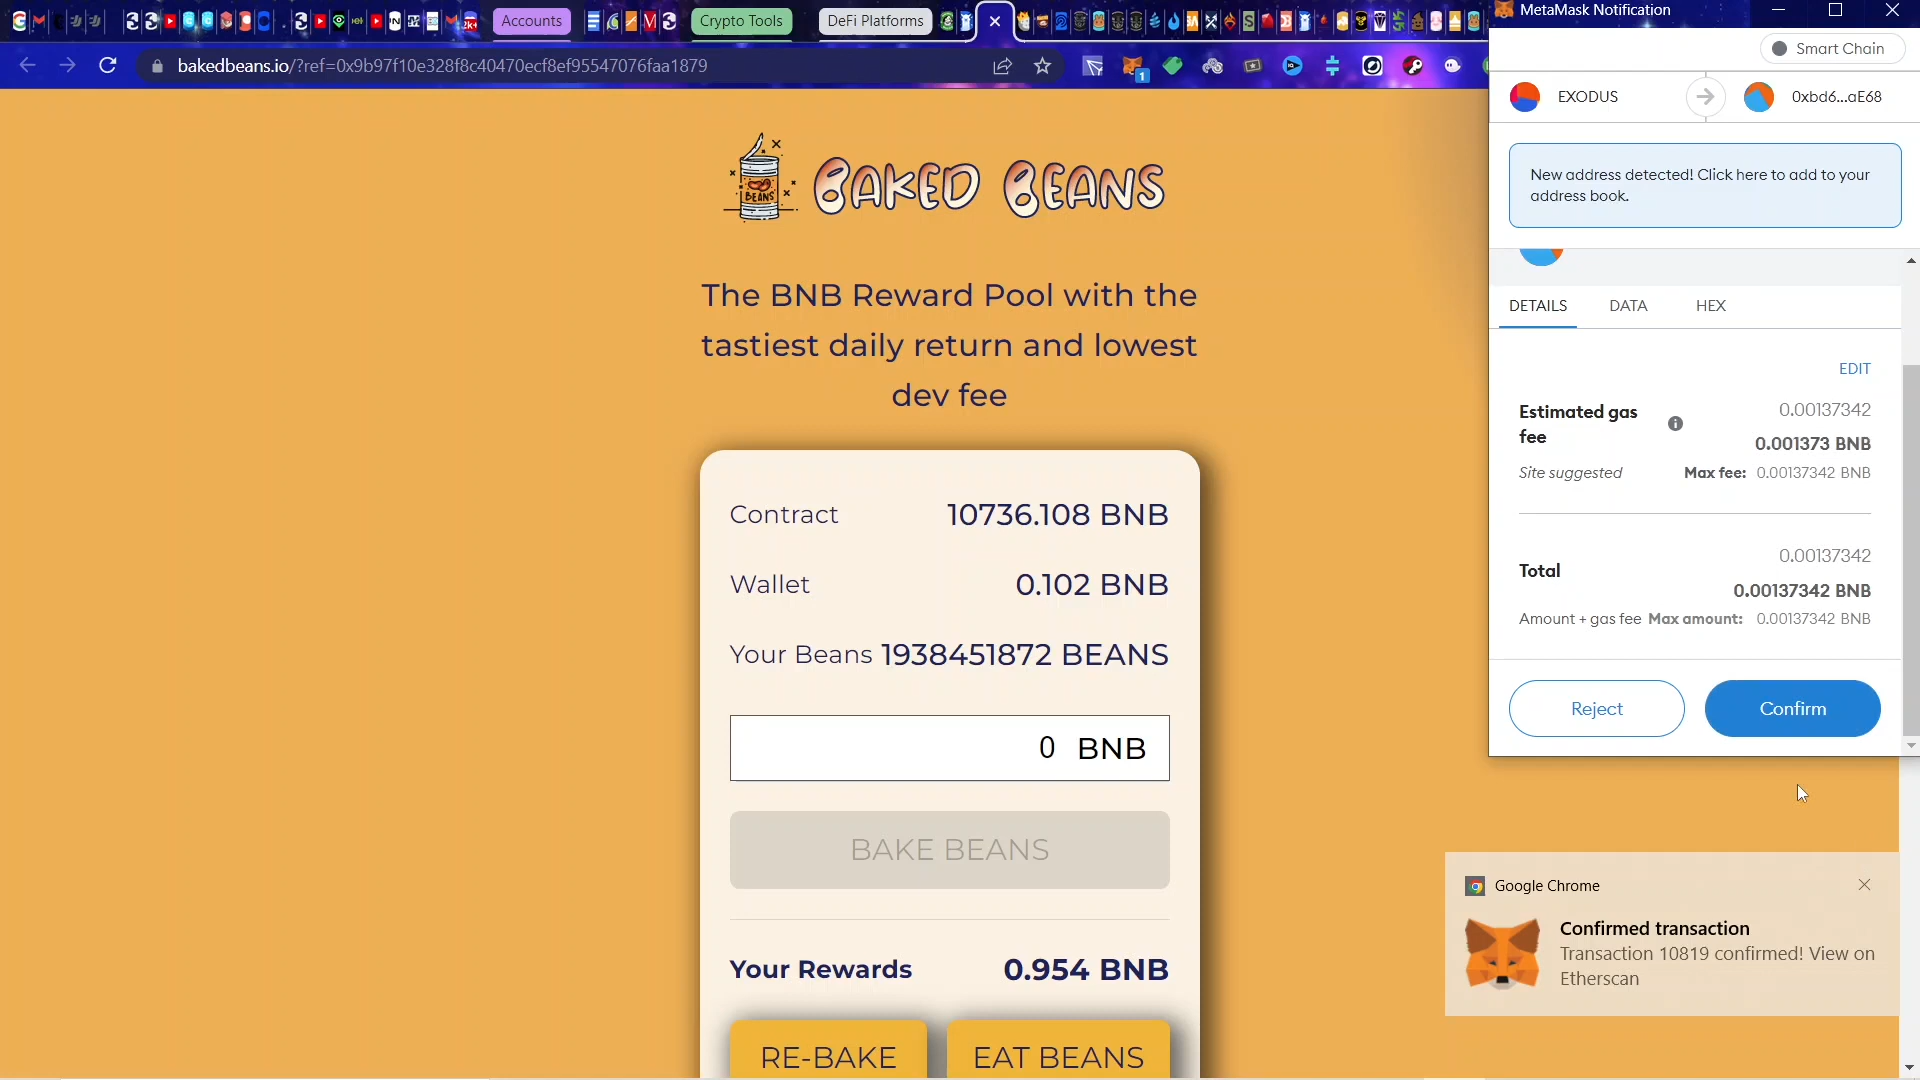 Accounts
Crypto Tools
DeFi Platforms
bakedbeans.io/?ref=0x9b97f10e328f8c40470ecf8ef95547076faa1879
BEANS
BAKED BEANS
The BNB Reward Pool with the
tastiest daily return and lowest
dev fee
Contract 10736.108 BNB
Wallet 0.102 BNB
Your Beans 1938451872 BEANS
0 BNB
BAKE BEANS
Your Rewards 0.954 BNB
RE-BAKE EAT BEANS
MetaMask Notification
Smart Chain
EXODUS 0xbd6...aE68
New address detected! Click here to add to your
address book.
DETAILS DATA HEX
EDIT
Estimated gas
fee
0.00137342
0.001373 BNB
Site suggested Max fee: 0.00137342 BNB
0.00137342
Total
0.00137342 BNB
Amount + gas fee Max amount: 0.00137342 BNB
Reject Confirm
Google Chrome
Confirmed transaction
Transaction 10819 confirmed! View on
Etherscan